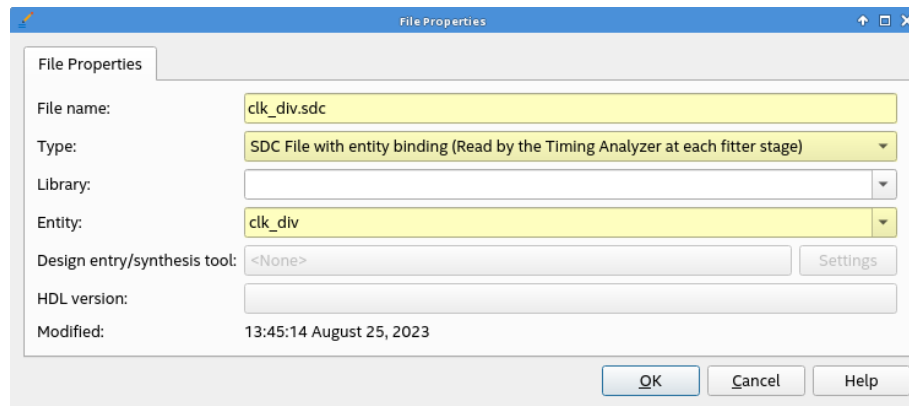 File Properties
File Properties
File name: clk_div.sdc
Type: SDC File with entity binding (Read by the Timing Analyzer at each fitter stage)
Library:
Entity: clk_div
Design entry/synthesis tool: <None> Settings
HDL version:
Modified: 13:45:14 August 25, 2023
OK Cancel Help